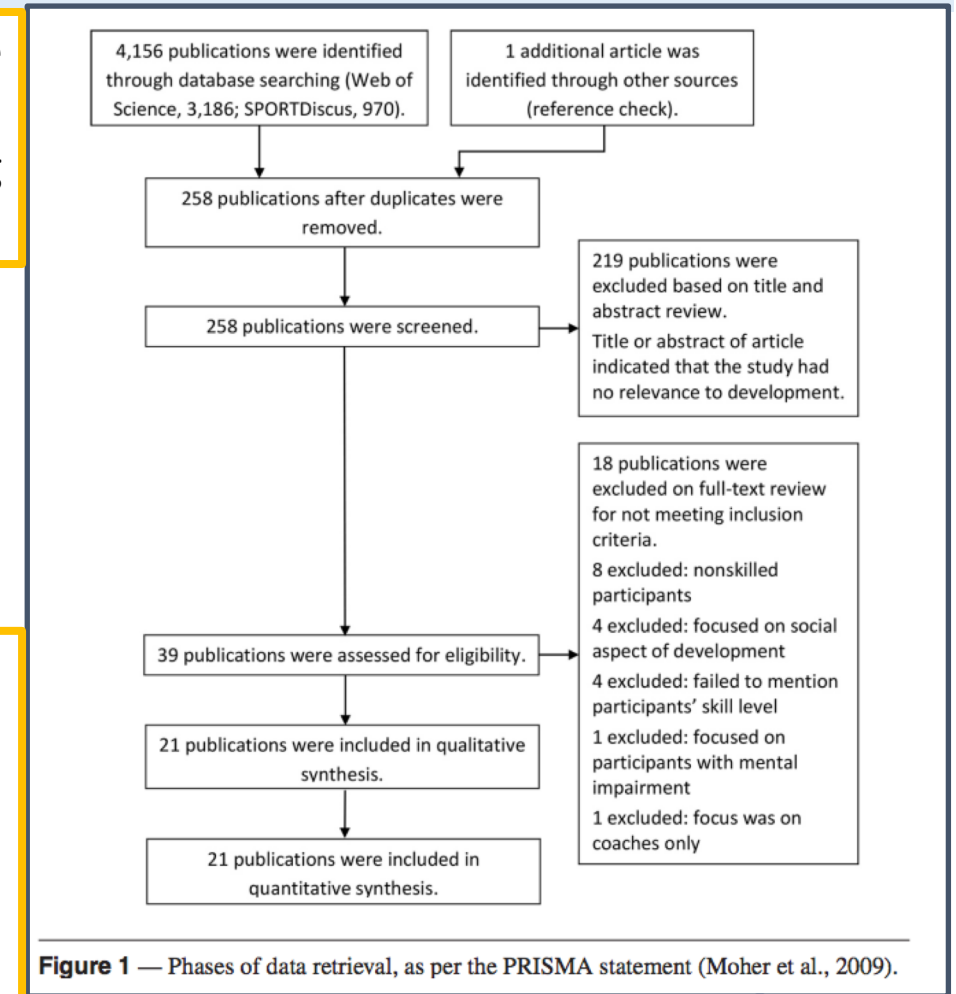 4,156 publications were identified
through database searching (Web of
Science, 3,186; SPORTDiscus, 970).
1 additional article was
identified through other sources
(reference check).
258 publications after duplicates were
removed.
258 publications were screened.
219 publications were
excluded based on title and
abstract review.
Title or abstract of article
indicated that the study had
no relevance to development.
39 publications were assessed for eligibility.
18 publications were
excluded on full-text review
for not meeting inclusion
criteria.
8 excluded: nonskilled
participants
4 excluded: focused on social
aspect of development
4 excluded: failed to mention
participants’ skill level
1 excluded: focused on
participants with mental
impairment
1 excluded: focus was on
coaches only
21 publications were included in qualitative
synthesis.
21 publications were included in
quantitative synthesis.
Figure 1 — Phases of data retrieval, as per the PRISMA statement (Moher et al., 2009).